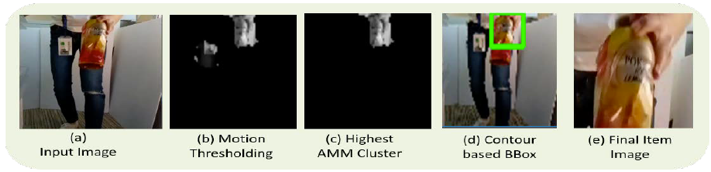 (a)
Input Image
(b) Motion
Thresholding
(c) Highest
AMM Cluster
(d) Contour
based BBox
(e) Final Item
Image